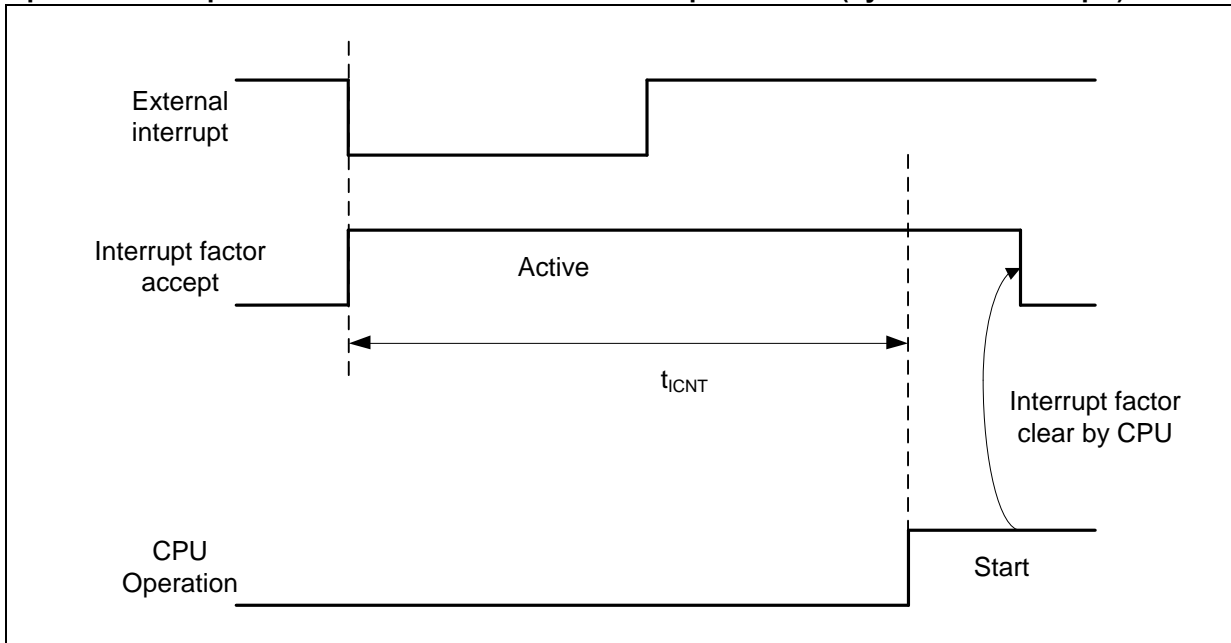 External
interrupt
Interrupt factor
accept
Active
tICNT
Interrupt factor
clear by CPU
CPU
Operation
Start